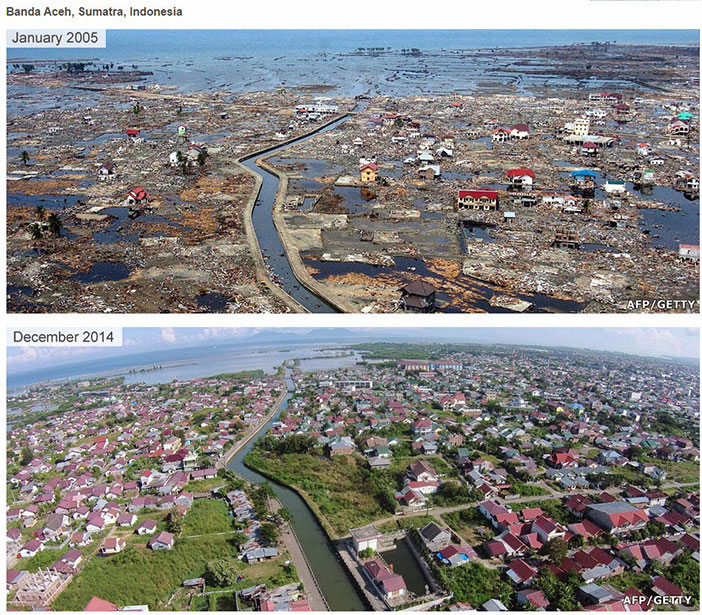 Banda Aceh, Sumatra, Indonesia
January 2005
AFP/GETTY
December 2014
AFP/GETTY